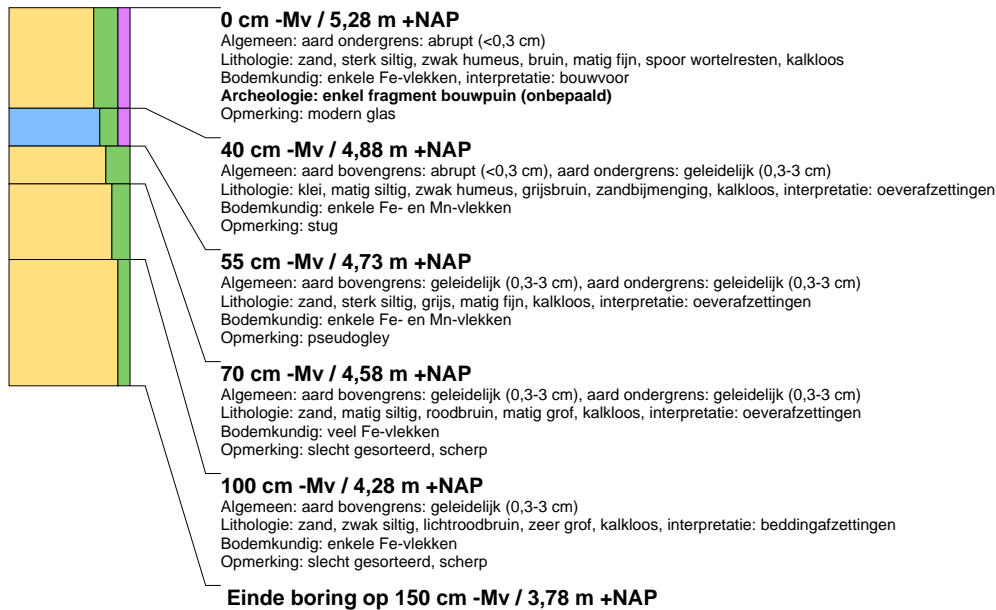 0 cm -Mv / 5,28 m +NAP
Algemeen: aard ondergrens: abrupt (<0,3 cm)
Lithologie: zand, sterk siltig, zwak humeus, bruin, matig fijn, spoor wortelresten, kalkloos
Bodemkundig: enkele Fe-vlekken, interpretatie: bouwvoor
Archeologie: enkel fragment bouwpuin (onbepaald)
Opmerking: modern glas
40 cm -Mv / 4,88 m +NAP
Algemeen: aard bovengrens: abrupt (<0,3 cm), aard ondergrens: geleidelijk (0,3-3 cm)
Lithologie: klei, matig siltig, zwak humeus, grijsbruin, zandbijmenging, kalkloos, interpretatie: oeverafzettingen
Bodemkundig: enkele Fe- en Mn-vlekken
Opmerking: stug
55 cm -Mv / 4,73 m +NAP
Algemeen: aard bovengrens: geleidelijk (0,3-3 cm), aard ondergrens: geleidelijk (0,3-3 cm)
Lithologie: zand, sterk siltig, grijs, matig fijn, kalkloos, interpretatie: oeverafzettingen
Bodemkundig: enkele Fe- en Mn-vlekken
Opmerking: pseudogley
70 cm -Mv / 4,58 m +NAP
Algemeen: aard bovengrens: geleidelijk (0,3-3 cm), aard ondergrens: geleidelijk (0,3-3 cm)
Lithologie: zand, matig siltig, roodbruin, matig grof, kalkloos, interpretatie: oeverafzettingen
Bodemkundig: veel Fe-vlekken
Opmerking: slecht gesorteerd, scherp
100 cm -Mv / 4,28 m +NAP
Algemeen: aard bovengrens: geleidelijk (0,3-3 cm)
Lithologie: zand, zwak siltig, lichtroodbruin, zeer grof, kalkloos, interpretatie: beddingafzettingen
Bodemkundig: enkele Fe-vlekken
Opmerking: slecht gesorteerd, scherp
Einde boring op 150 cm -Mv / 3,78 m +NAP